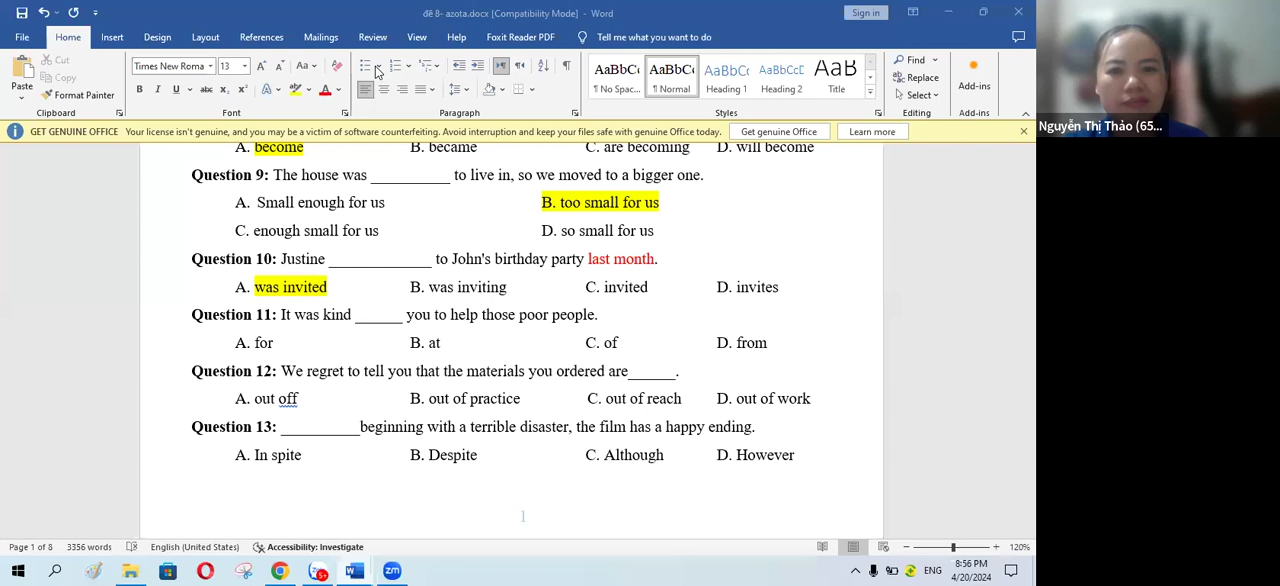 đề 8- azota.docx [Compatibility Mode] - Word
Sign in
File Home Insert Design Layout References Mailings Review View Help Foxit Reader PDF Tell me what you want to do
Paste
Cut
Copy
Format Painter
Clipboard
Times New Roma 13
Font
Paragraph
AaBbC AaBbC AaBbC AaBbCcD AaB
¶ No Spac... ¶ Normal Heading 1 Heading 2 Title
Styles
Find
Replace
Select
Editing
Add-ins
Add-ins
GET GENUINE OFFICE Your license isn't genuine, and you may be a victim of software counterfeiting. Avoid interruption and keep your files safe with genuine Office today. Get genuine Office Learn more
A. become B. became C. are becoming D. will become
Question 9: The house was __________ to live in, so we moved to a bigger one.
A. Small enough for us B. too small for us
C. enough small for us D. so small for us
Question 10: Justine _____________ to John's birthday party last month.
A. was invited B. was inviting C. invited D. invites
Question 11: It was kind ______ you to help those poor people.
A. for B. at C. of D. from
Question 12: We regret to tell you that the materials you ordered are______.
A. out off B. out of practice C. out of reach D. out of work
Question 13: __________beginning with a terrible disaster, the film has a happy ending.
A. In spite B. Despite C. Although D. However
1
Page 1 of 8 3356 words English (United States) Accessibility: Investigate 120%
ENG
8:56 PM
4/20/2024
Nguyễn Thị Thảo (65...